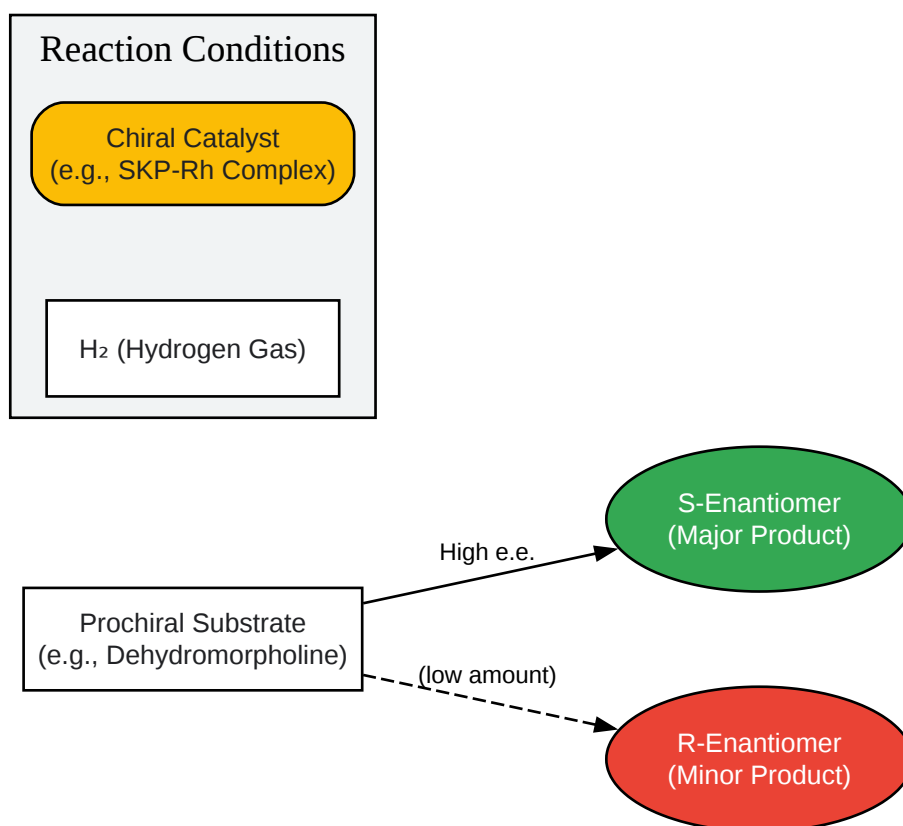 Reaction Conditions
Chiral Catalyst
(e.g., SKP-Rh Complex)
H₂ (Hydrogen Gas)
S-Enantiomer
(Major Product)
High e.e.
Prochiral Substrate
(e.g., Dehydromorpholine)
(low amount)
R-Enantiomer
(Minor Product)